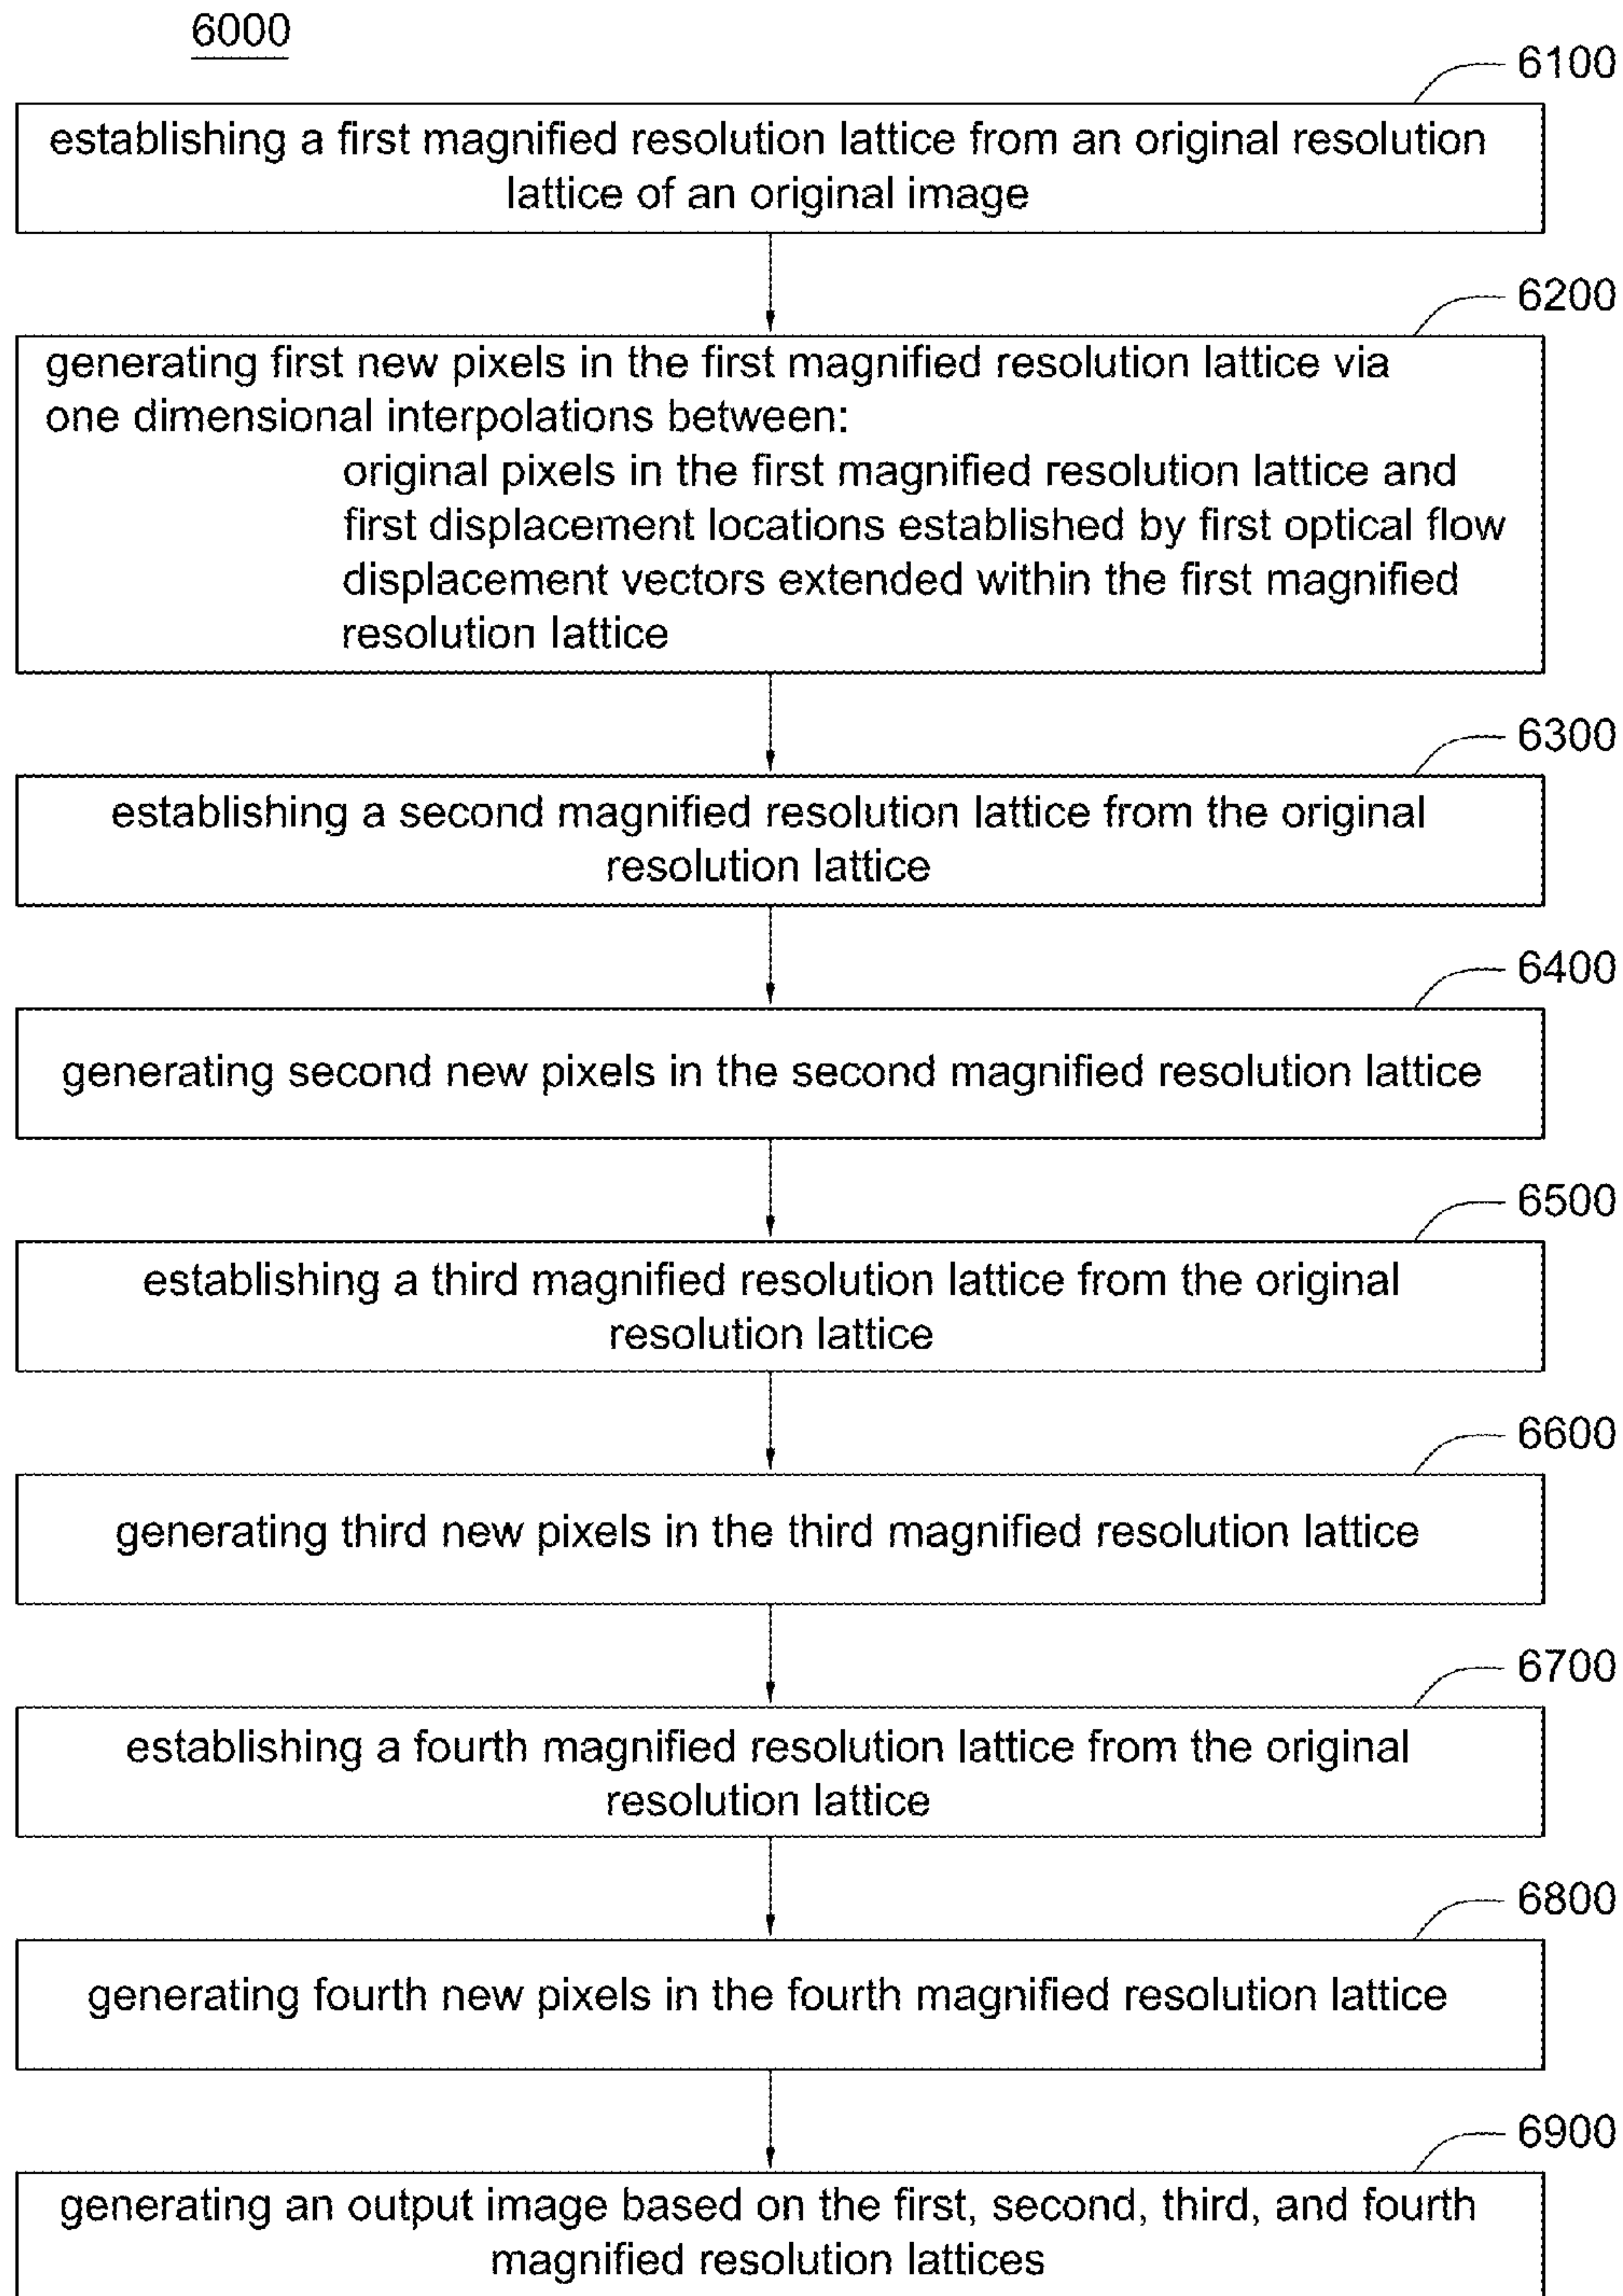 6000
6100
establishing a first magnified resolution lattice from an original resolution
lattice of an original image
6200
generating first new pixels in the first magnified resolution lattice via
one dimensional interpolations between:
original pixels in the first magnified resolution lattice and
first displacement locations established by first optical flow
displacement vectors extended within the first magnified
resolution lattice
6300
establishing a second magnified resolution lattice from the original
resolution lattice
6400
generating second new pixels in the second magnified resolution lattice
6500
establishing a third magnified resolution lattice from the original
resolution lattice
6600
generating third new pixels in the third magnified resolution lattice
6700
establishing a fourth magnified resolution lattice from the original
resolution lattice
6800
generating fourth new pixels in the fourth magnified resolution lattice
6900
generating an output image based on the first, second, third, and fourth
magnified resolution lattices